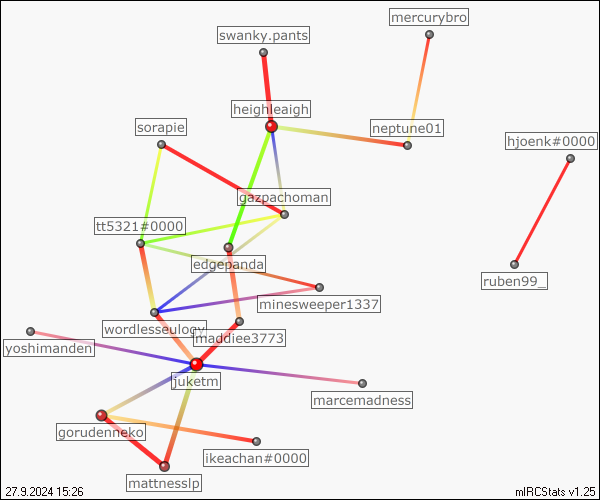 mercurybro
swanky.pants
heighleaigh
sorapie
neptune01
hjoenk#0000
gazpachoman
tt5321#0000
edgepanda
ruben99_
minesweeper1337
wordlesseulogy
maddiee3773
yoshimanden
juketm
marcemadness
gorudenneko
ikeachan#0000
mattnesslp
27.9.2024 15:26
mIRCStats v1.25